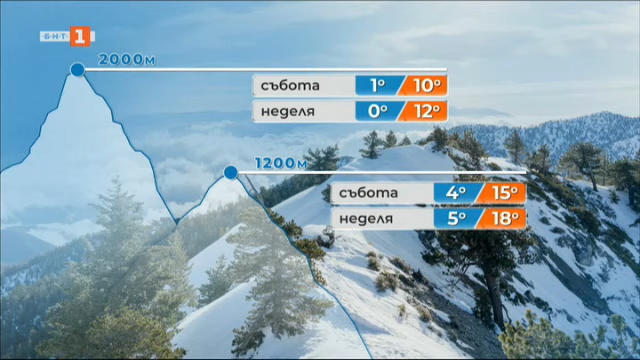 БНТ 1
2000м
събота 1° 10°
неделя 0° 12°
1200м
събота 4° 15°
неделя 5° 18°